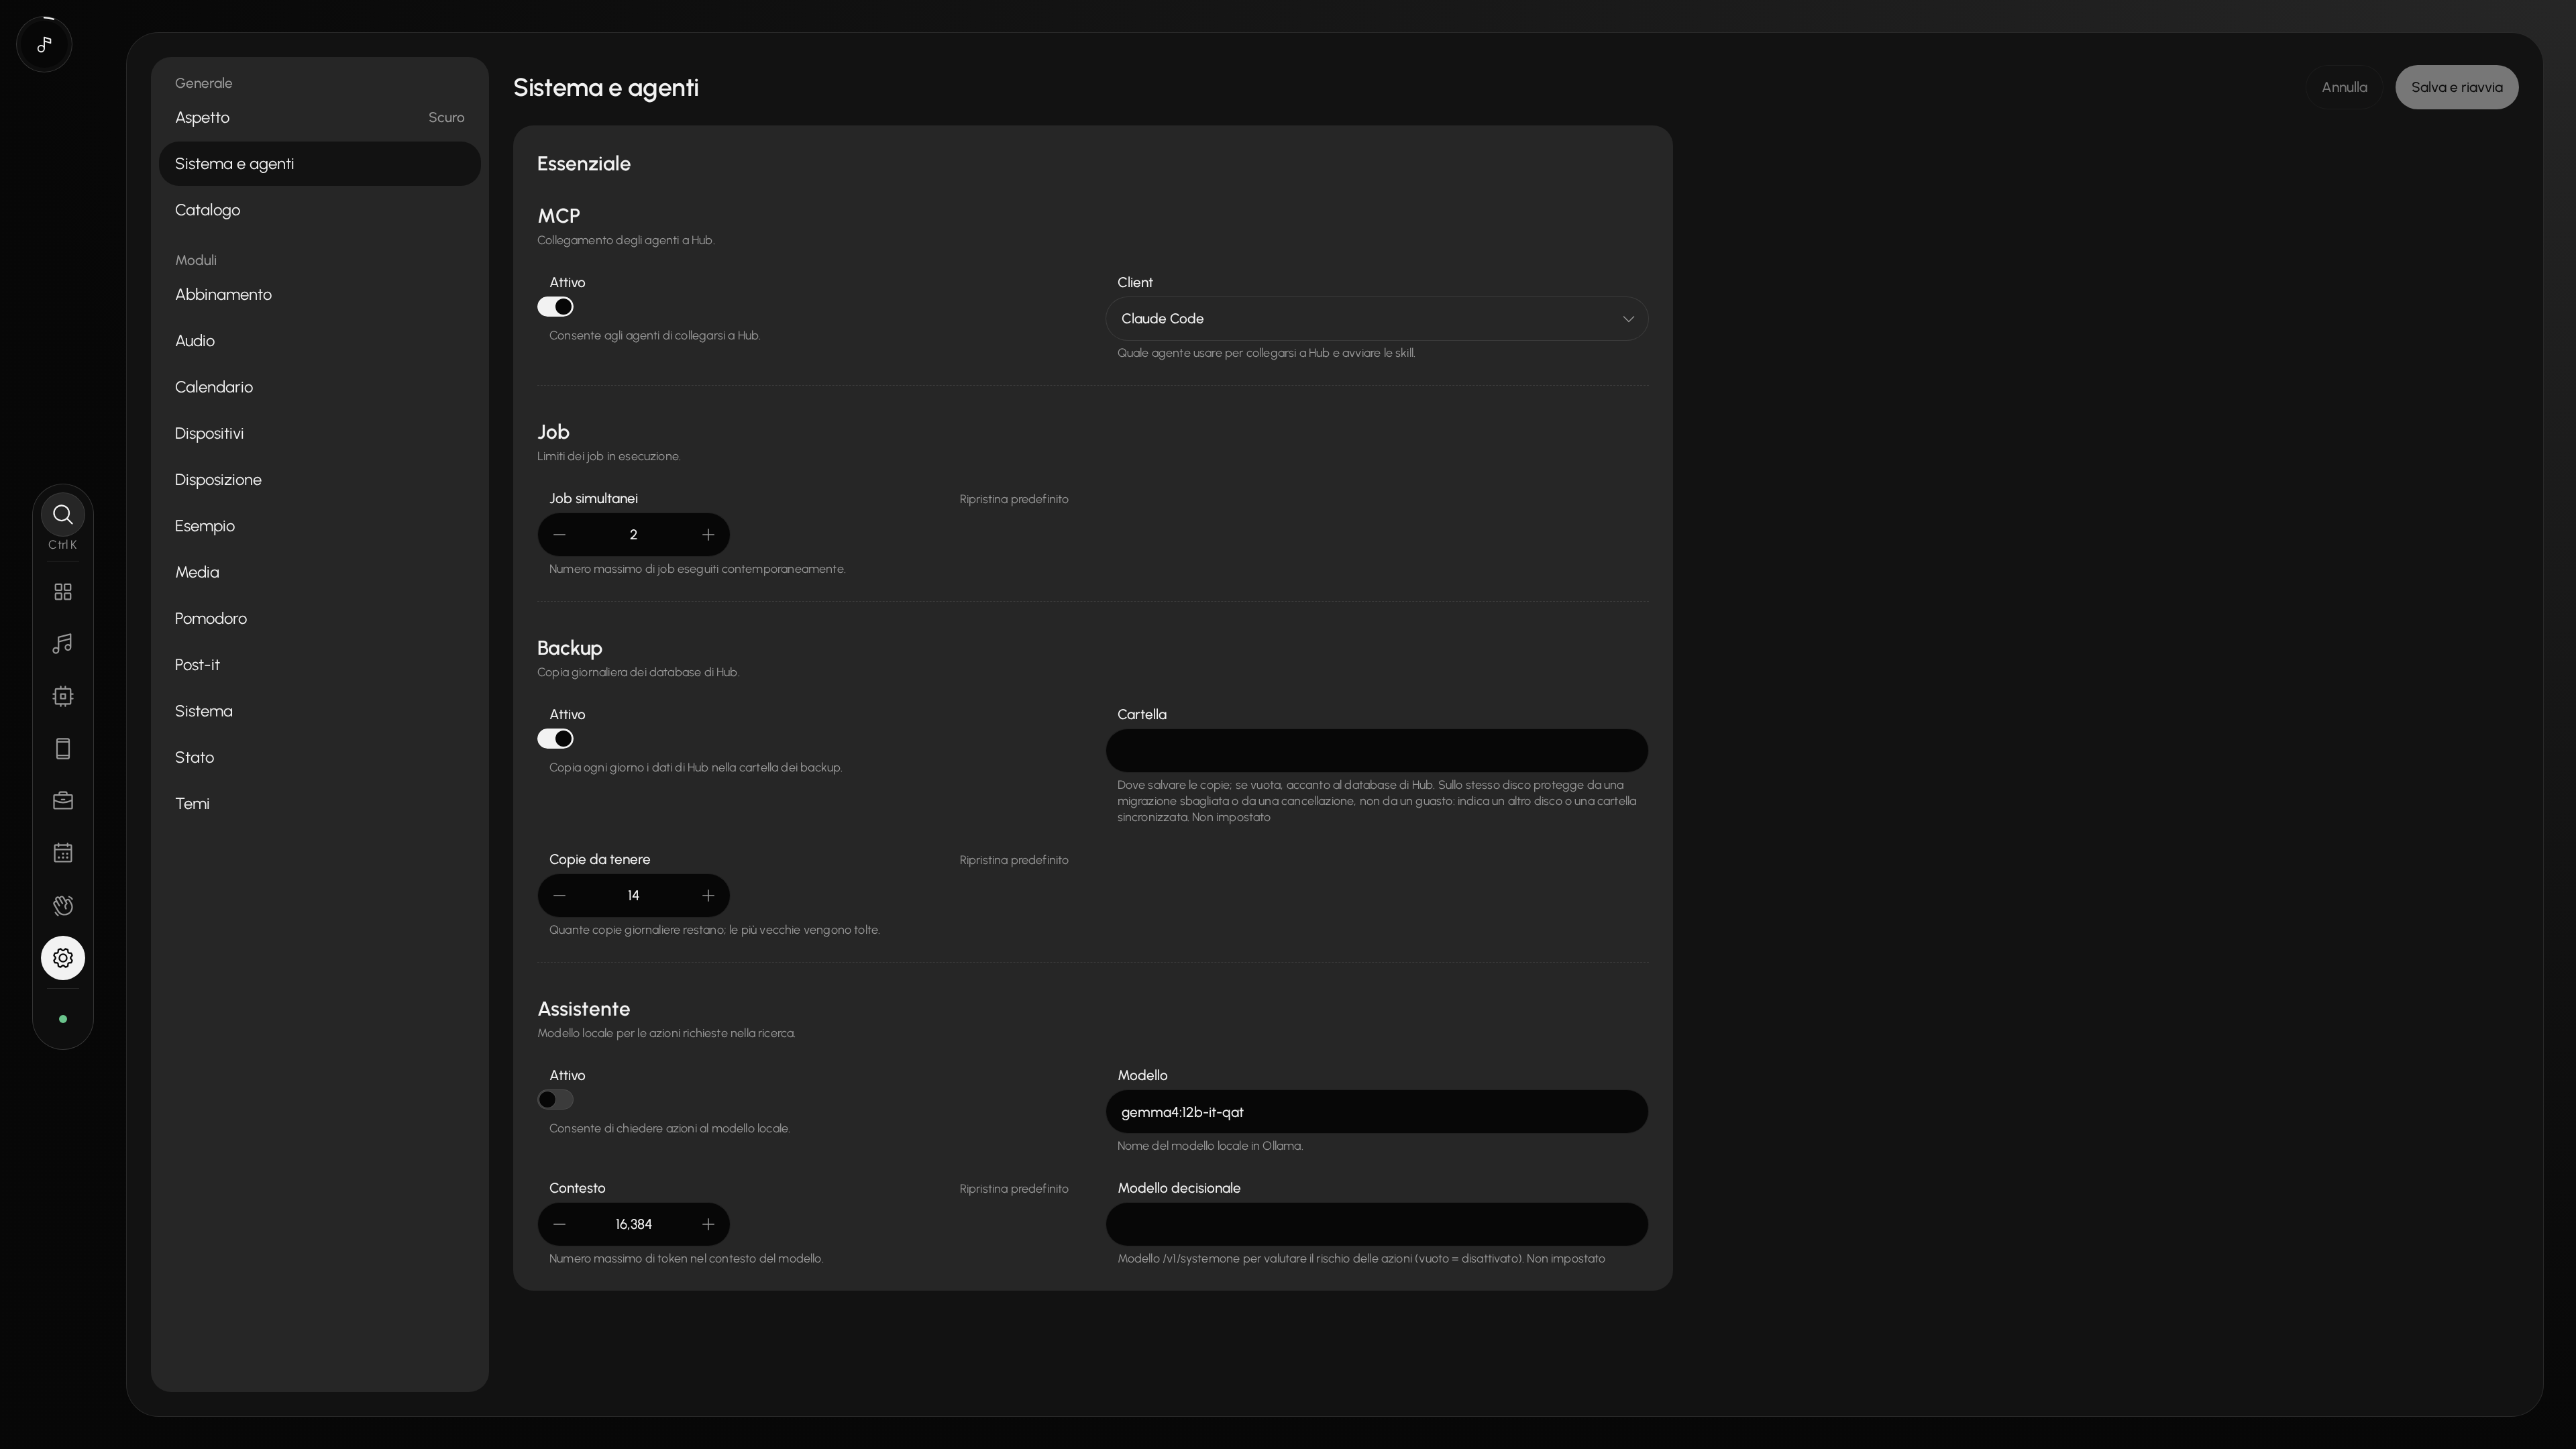 Generale
Aspetto
Scuro
Sistema e agenti
Catalogo
Moduli
Abbinamento
Audio
Calendario
Dispositivi
Disposizione
Esempio
Media
Pomodoro
Post-it
Sistema
Stato
Temi
Ctrl K
Sistema e agenti
Annulla
Salva e riavvia
Essenziale
MCP
Collegamento degli agenti a Hub.
Attivo
Consente agli agenti di collegarsi a Hub.
Client
Claude Code
Quale agente usare per collegarsi a Hub e avviare le skill.
Job
Limiti dei job in esecuzione.
Job simultanei
Ripristina predefinito
2
Numero massimo di job eseguiti contemporaneamente.
Backup
Copia giornaliera dei database di Hub.
Attivo
Copia ogni giorno i dati di Hub nella cartella dei backup.
Cartella
Dove salvare le copie; se vuota, accanto al database di Hub. Sullo stesso disco protegge da una
migrazione sbagliata o da una cancellazione, non da un guasto: indica un altro disco o una cartella
sincronizzata. Non impostato
Copie da tenere
Ripristina predefinito
14
Quante copie giornaliere restano; le più vecchie vengono tolte.
Assistente
Modello locale per le azioni richieste nella ricerca.
Attivo
Consente di chiedere azioni al modello locale.
Modello
gemma4:12b-it-qat
Nome del modello locale in Ollama.
Contesto
Ripristina predefinito
16,384
Numero massimo di token nel contesto del modello.
Modello decisionale
Modello /v1/systemone per valutare il rischio delle azioni (vuoto = disattivato). Non impostato